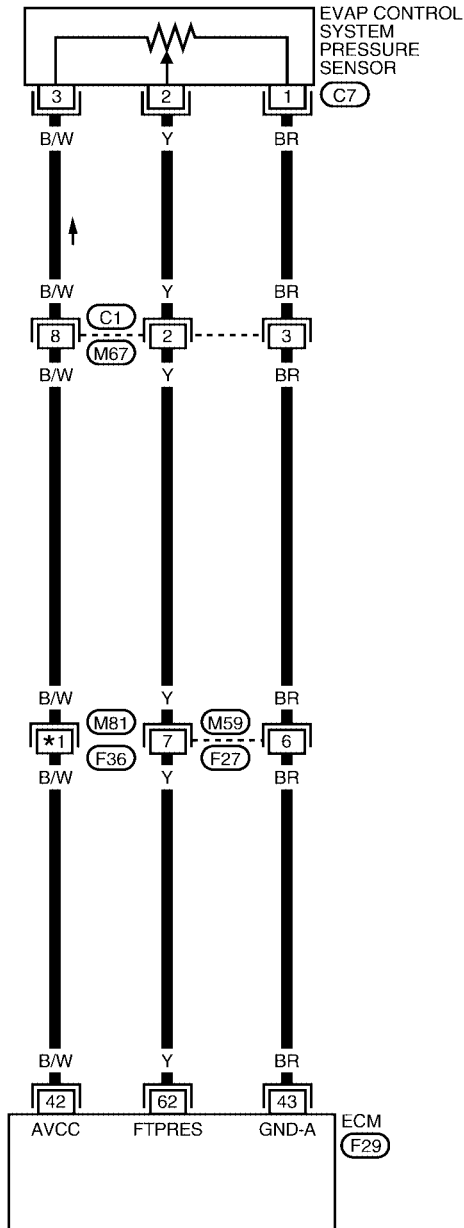 EVAP CONTROL
SYSTEM
PRESSURE
SENSOR
3 2 1 C7
B/W Y BR
B/W Y BR
C1
8 2 3
M67
B/W Y BR
B/W Y BR
M81 M59
*1 7 6
F36 F27
B/W Y BR
B/W Y BR
42 62 43
AVCC FTPRES GND-A ECM
F29